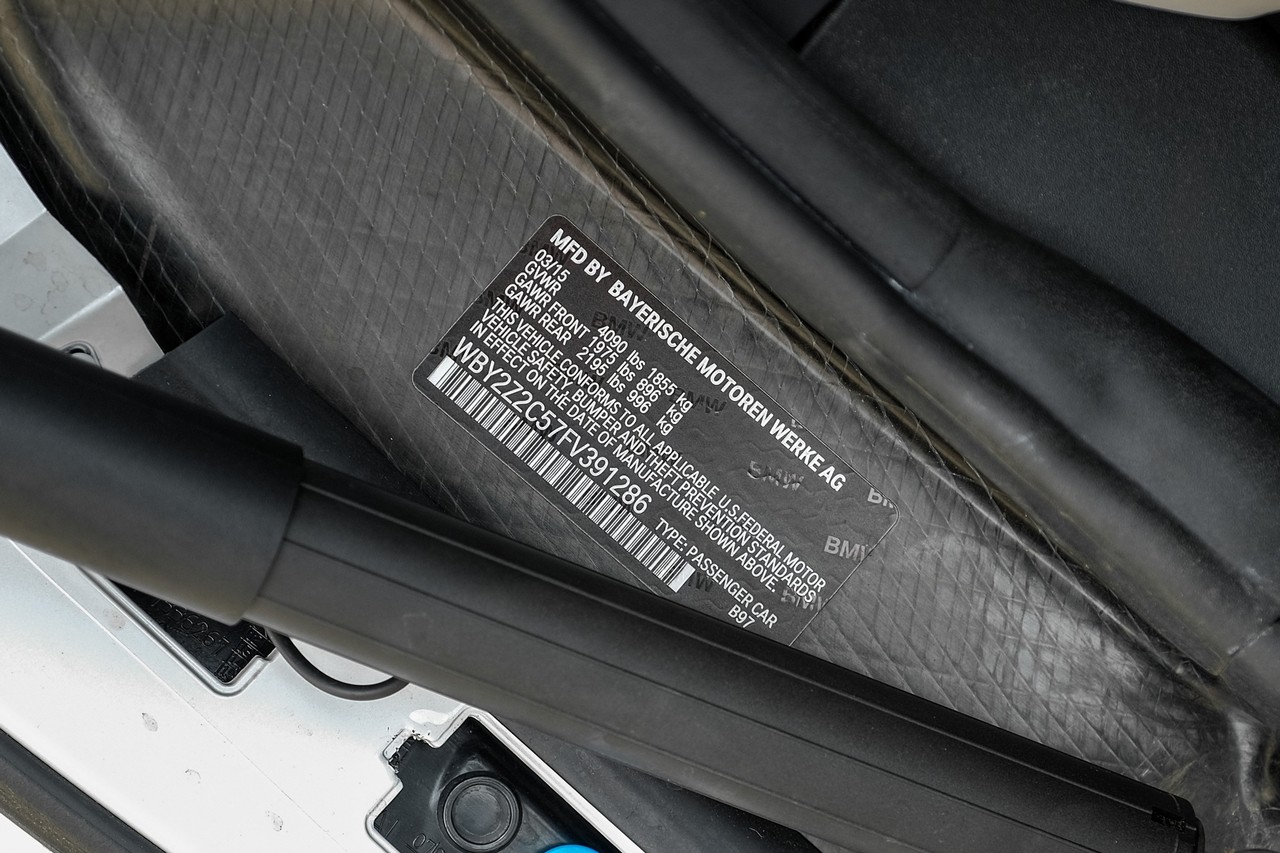 MFD BY BAYERISCHE MOTOREN WERKE AG
03/15
GVWR 4090 lbs 1855 kg
GAWR FRONT 1975 lbs 896 kg
GAWR REAR 2195 lbs 996 kg
THIS VEHICLE CONFORMS TO ALL APPLICABLE U.S.FEDERAL MOTOR
VEHICLE SAFETY, BUMPER AND THEFT PREVENTION STANDARDS
IN EFFECT ON THE DATE OF MANUFACTURE SHOWN ABOVE.
WBY2Z2C57FV391286 TYPE: PASSENGER CAR
B97
BMW
BMW
BMW